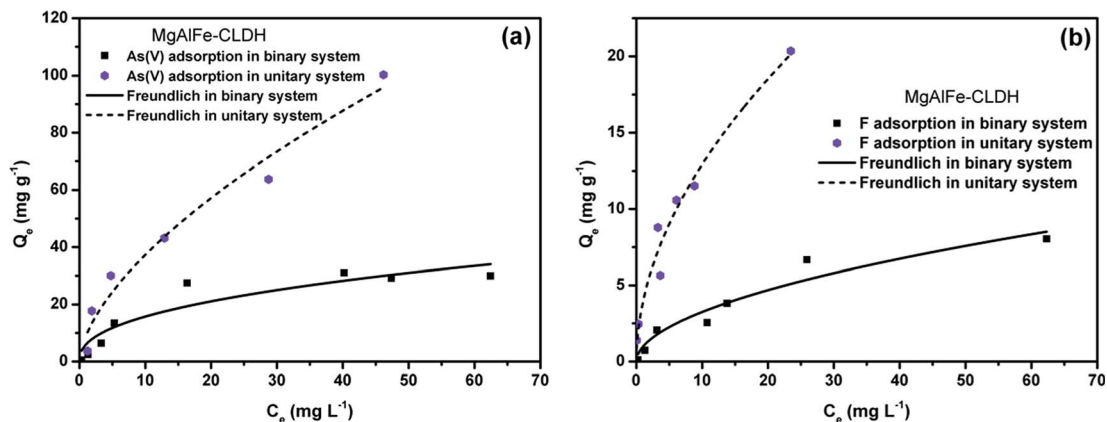 (a)
MgAlFe-CLDH
As(V) adsorption in binary system
As(V) adsorption in unitary system
Freundlich in binary system
Freundlich in unitary system
120
100
80
60
40
20
0
Qe (mg g-1)
0 10 20 30 40 50 60 70
Ce (mg L-1)
(b)
MgAlFe-CLDH
F adsorption in binary system
F adsorption in unitary system
Freundlich in binary system
Freundlich in unitary system
20
15
10
5
0
Qe (mg g-1)
0 10 20 30 40 50 60 70
Ce (mg L-1)